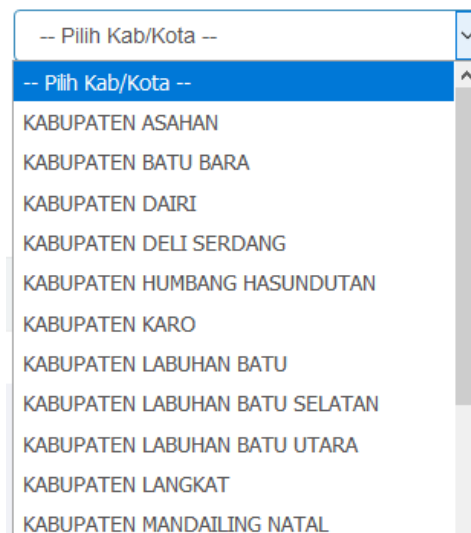 -- Pilih Kab/Kota --
-- Pilih Kab/Kota --
KABUPATEN ASAHAN
KABUPATEN BATU BARA
KABUPATEN DAIRI
KABUPATEN DELI SERDANG
KABUPATEN HUMBANG HASUNDUTAN
KABUPATEN KARO
KABUPATEN LABUHAN BATU
KABUPATEN LABUHAN BATU SELATAN
KABUPATEN LABUHAN BATU UTARA
KABUPATEN LANGKAT
KABUPATEN MANDAILING NATAL